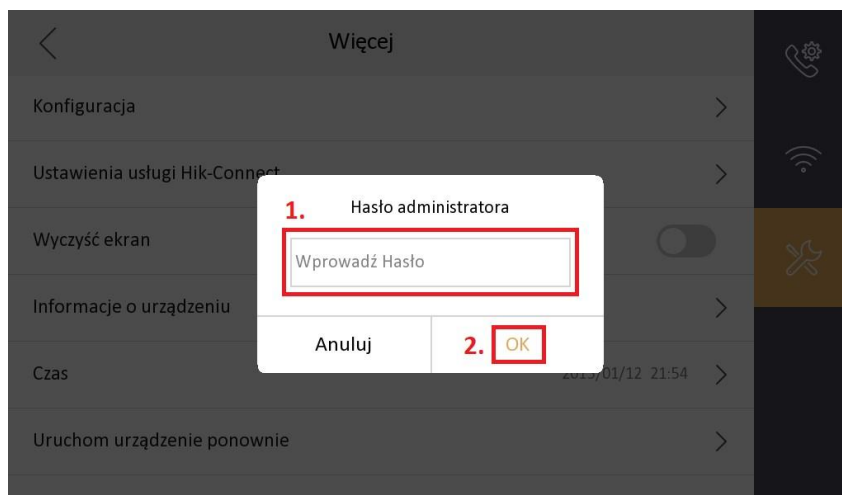 Więcej
Konfiguracja
Ustawienia usługi Hik-Connect
1. Hasło administratora
Wyczyść ekran
Wprowadź Hasło
Informacje o urządzeniu
Anuluj 2. OK
Czas 2015/01/12 21:54
Uruchom urządzenie ponownie